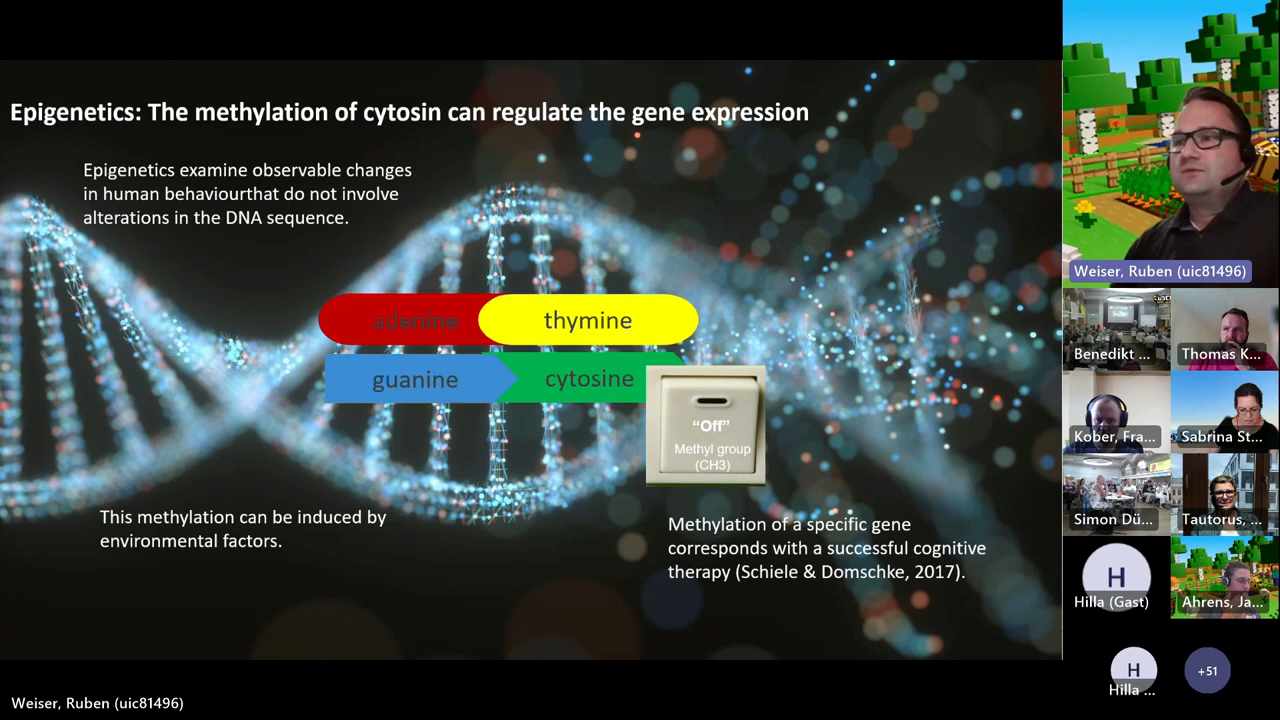 Epigenetics: The methylation of cytosin can regulate the gene expression
Epigenetics examine observable changes
in human behaviourthat do not involve
alterations in the DNA sequence.
adenine
thymine
guanine
cytosine
“Off”
Methyl group
(CH3)
This methylation can be induced by
environmental factors.
Methylation of a specific gene
corresponds with a successful cognitive
therapy (Schiele & Domschke, 2017).
Weiser, Ruben (uic81496)
Weiser, Ruben (uic81496)
Benedikt ...
Thomas K...
Kober, Fra...
Sabrina St...
Simon Dü...
Tautorus, ...
H
Hilla (Gast)
Ahrens, Ja...
H
Hilla ...
+51